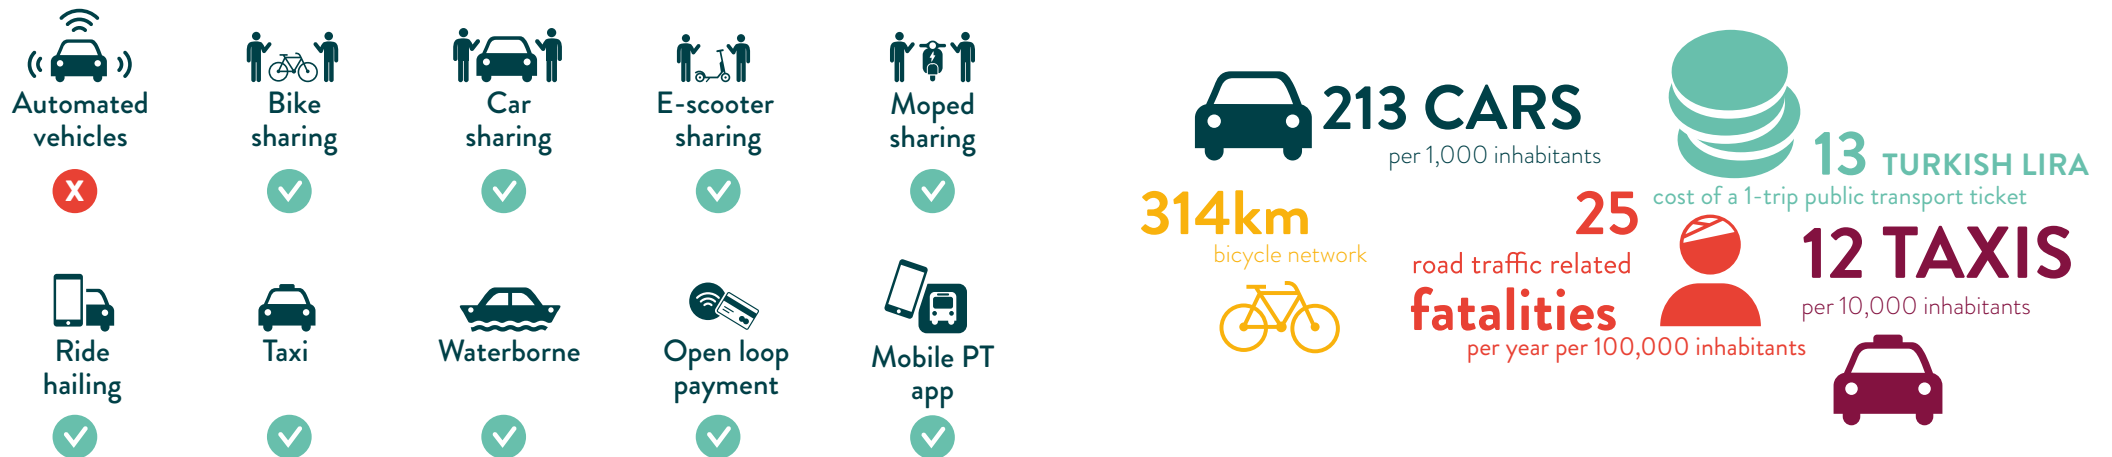 Automated
vehicles
X
Bike
sharing
Car
sharing
E-scooter
sharing
Moped
sharing
Ride
hailing
Taxi
Waterborne
Open loop
payment
Mobile PT
app
213 CARS
per 1,000 inhabitants
13 TURKISH LIRA
cost of a 1-trip public transport ticket
314km
bicycle network
25
road traffic related
fatalities
per year per 100,000 inhabitants
12 TAXIS
per 10,000 inhabitants